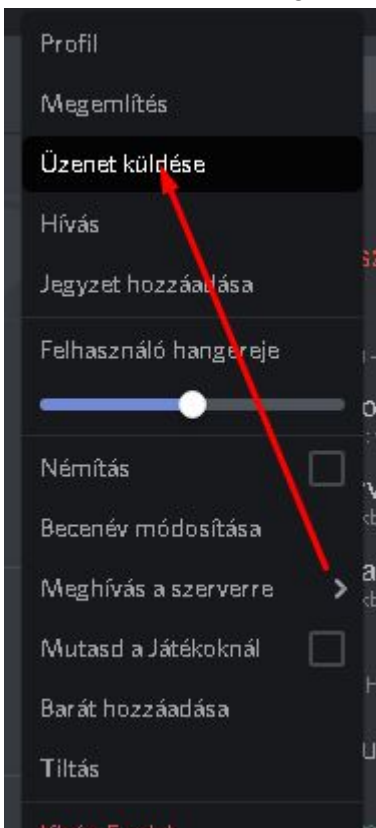 Profil
Megemlítés
Üzenet küldése
Hívás
Jegyzet hozzáadása
Felhasználó hangereje
Némítás
Becenév módosítása
Meghívás a szerverre
Mutasd a Játékoknál
Barát hozzáadása
Tiltás